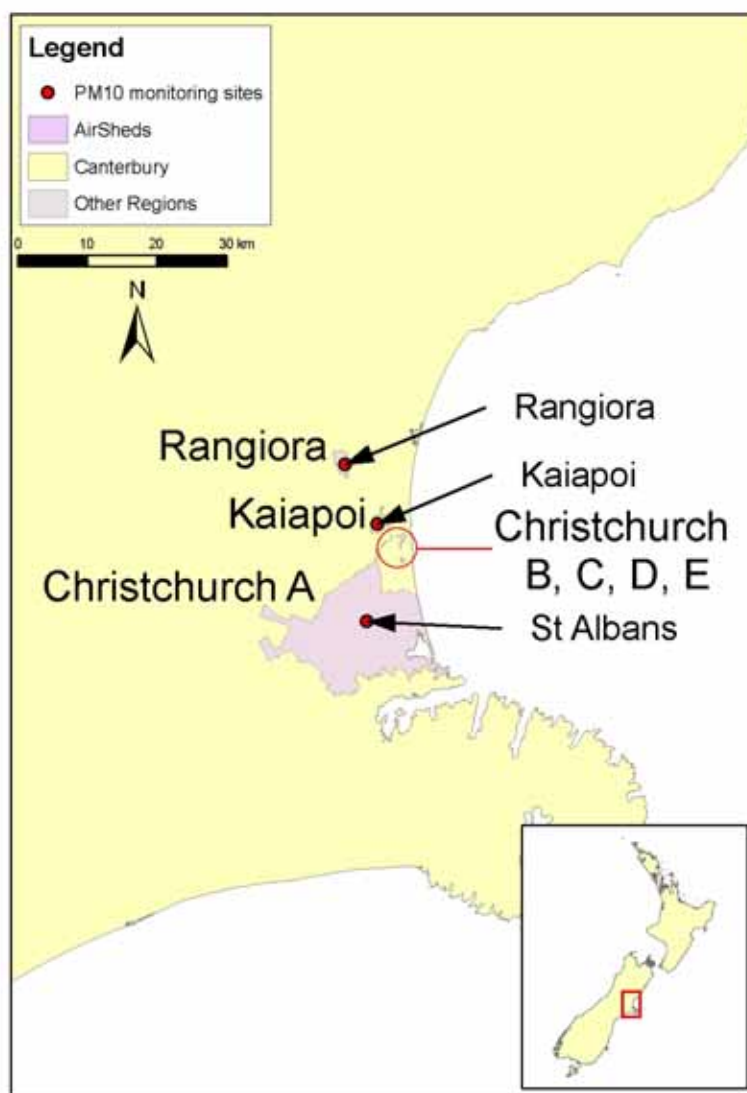 Legend
PM10 monitoring sites
AirSheds
Canterbury
Other Regions
0 10 20 30 km
N
Rangiora
Rangiora
Kaiapoi
Kaiapoi
Christchurch
B, C, D, E
Christchurch A
St Albans